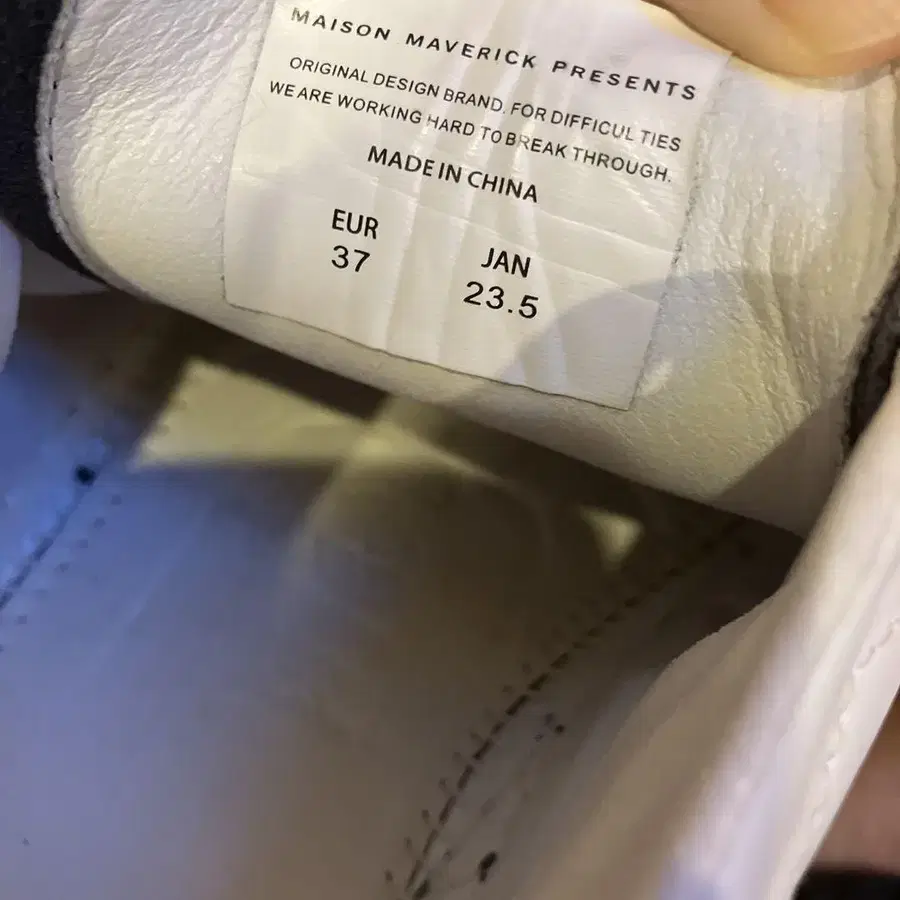 MAISON MAVERICK PRESENTS
ORIGINAL DESIGN BRAND. FOR DIFFICUL TIES
WE ARE WORKING HARD TO BREAK THROUGH.
MADE IN CHINA
EUR JAN
37 23.5